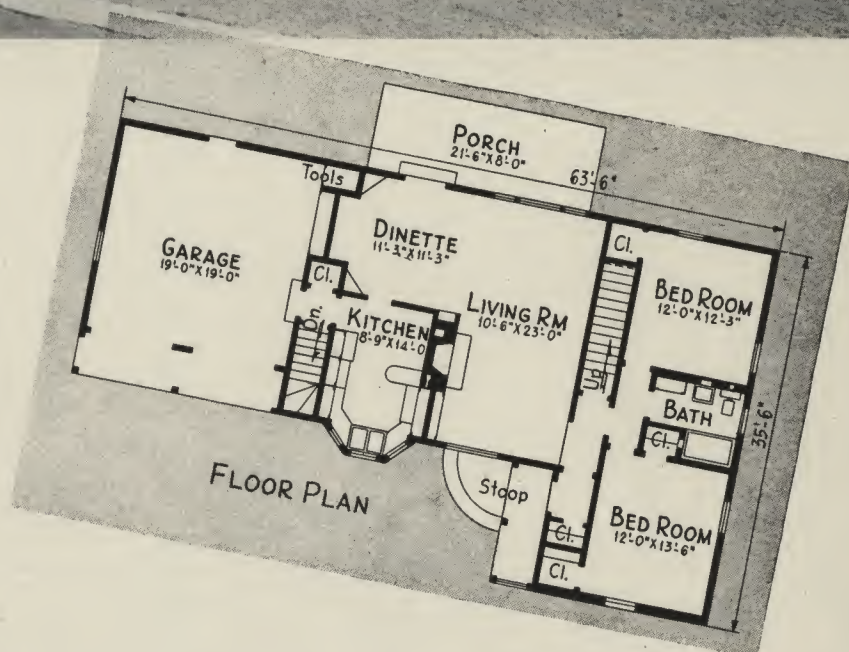 PORCH
21'-6"X8'-0"
63'-6"
Tools
GARAGE
19'-0"X19'-0"
DINETTE
11'-3"X11'-3"
Cl.
Cl.
BED ROOM
12'-0"X12'-3"
LIVING RM
10'-6"X23'-0"
Dn.
KITCHEN
8'-9"X14'-0
Up
BATH
Cl.
35'-6"
FLOOR PLAN
Stoop
BED ROOM
12'-0"X13'-6"
Cl.
Cl.